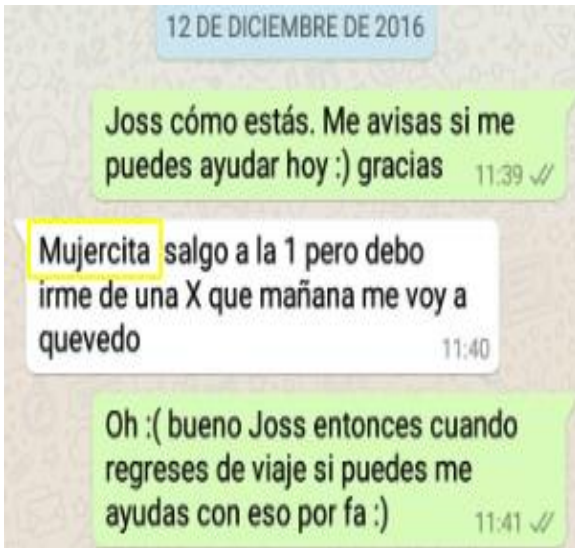 12 DE DICIEMBRE DE 2016
Joss cómo estás. Me avisas si me
puedes ayudar hoy :) gracias 11:39
Mujercita salgo a la 1 pero debo
irme de una X que mañana me voy a
quevedo 11:40
Oh :( bueno Joss entonces cuando
regreses de viaje si puedes me
ayudas con eso por fa :) 11:41